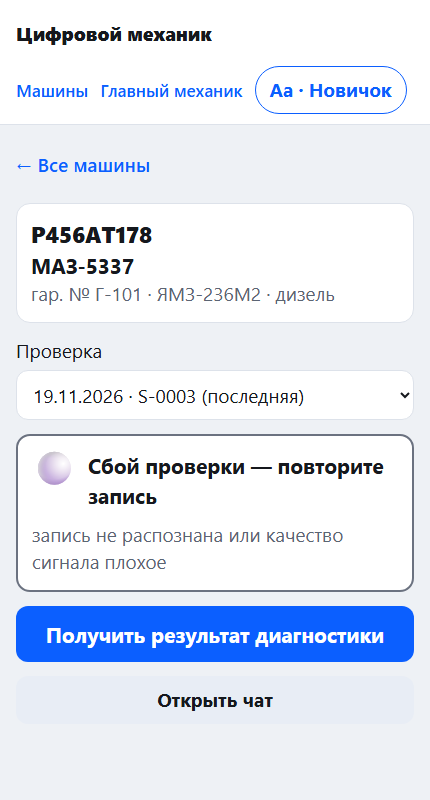 Цифровой механик
Машины Главный механик Аа · Новичок
← Все машины
Р456АТ178
МАЗ-5337
гар. № Г-101 · ЯМЗ-236М2 · дизель
Проверка
19.11.2026 · S-0003 (последняя)
Сбой проверки — повторите
запись
запись не распознана или качество
сигнала плохое
Получить результат диагностики
Открыть чат